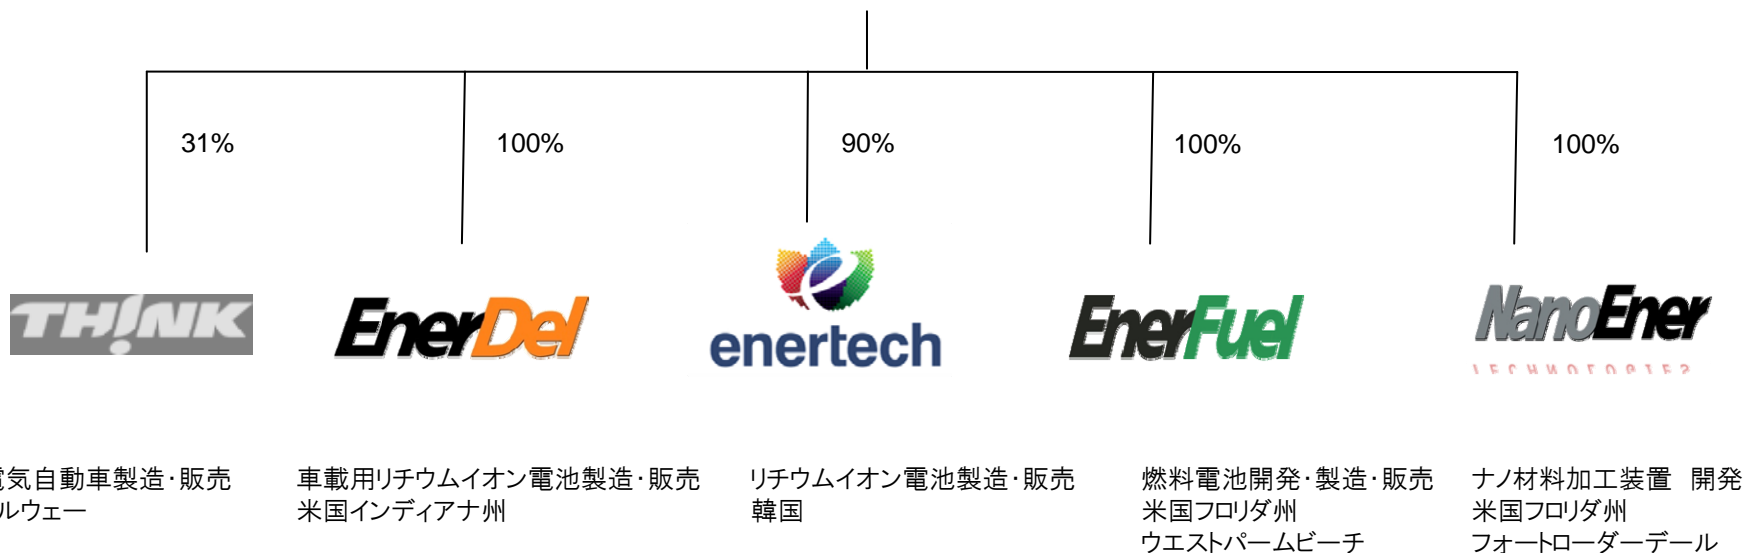 31%
100%
90%
100%
100%
TH!NK
EnerDel
enertech
EnerFuel
NanoEner
TECHNOLOGIES
電気自動車製造・販売
ルウェー
車載用リチウムイオン電池製造・販売
米国インディアナ州
リチウムイオン電池製造・販売
韓国
燃料電池開発・製造・販売
米国フロリダ州
ウエストパームビーチ
ナノ材料加工装置　開発
米国フロリダ州
フォートローダーデール